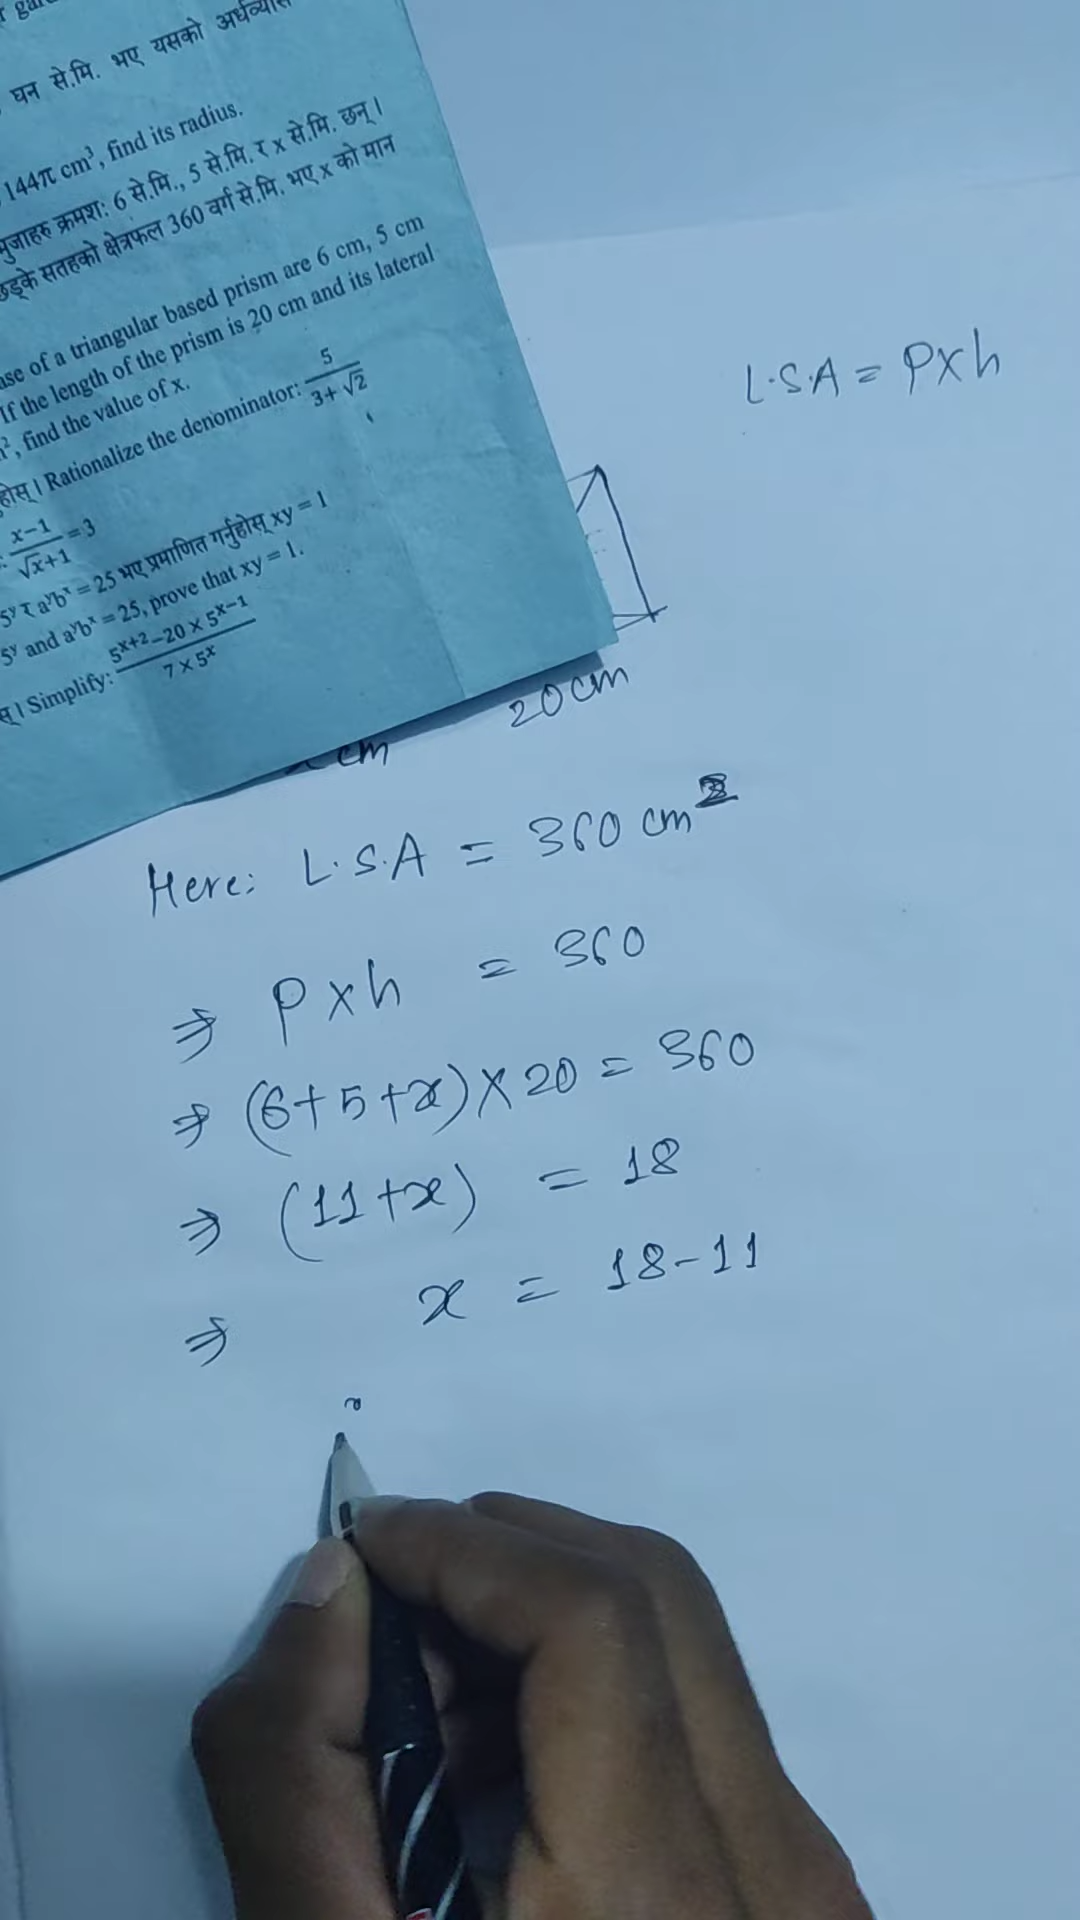 घन से.मि. भए यसको अर्धव्यास
144π cm³, find its radius.
भुजाहरु क्रमश: 6 से.मि., 5 से.मि. र x से.मि. छन् ।
छड्के सतहको क्षेत्रफल 360 वर्ग से.मि. भए x को मान
of a triangular based prism are 6 cm, 5 cm
If the length of the prism is 20 cm and its lateral
, find the value of x.
Rationalize the denominator: 5/(3+√2)
(x−1)/(√x+1) = 3
5ʸ र aʸbˣ = 25 भए प्रमाणित गर्नुहोस् xy = 1
5ʸ and aʸbˣ = 25, prove that xy = 1.
। Simplify: (5ˣ⁺²−20×5ˣ⁻¹)/(7×5ˣ)
L.S.A = P×h
20cm
cm
Here: L.S.A = 360 cm²
⇒ P×h = 360
⇒ (6+5+x)×20 = 360
⇒ (11+x) = 18
⇒ x = 18-11